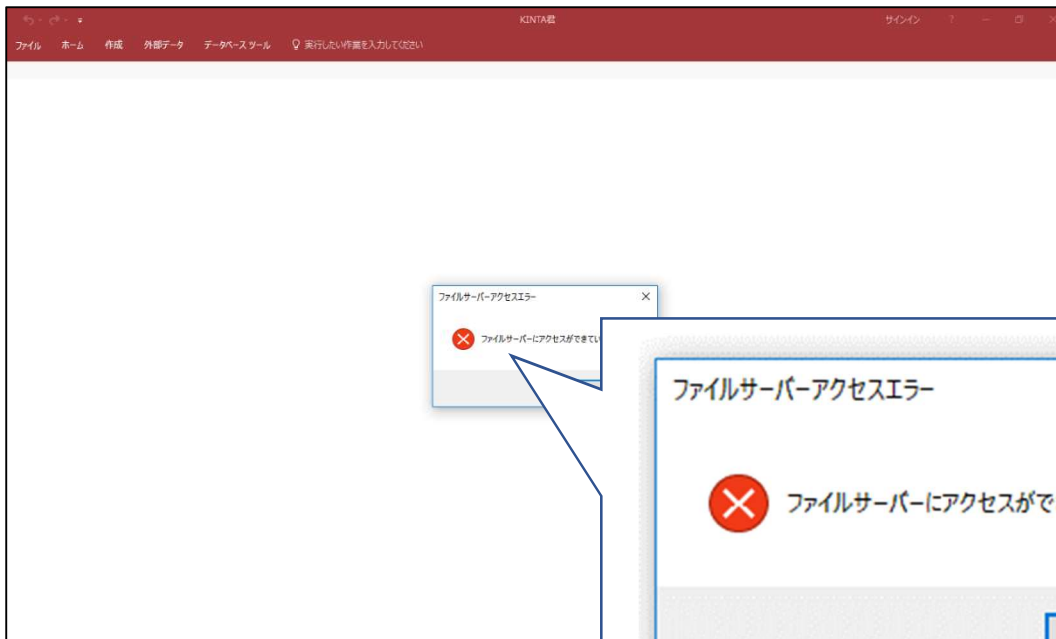 KINTA君
サインイン ?
ファイル ホーム 作成 外部データ データベース ツール 実行したい作業を入力してください
ファイルサーバーアクセスエラー
ファイルサーバーにアクセスができてい
ファイルサーバーアクセスエラー
ファイルサーバーにアクセスがで